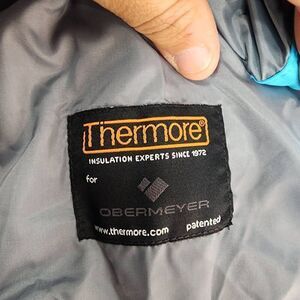 Thermore®
INSULATION EXPERTS SINCE 1972
for
OBERMEYER
www.thermore.com patented